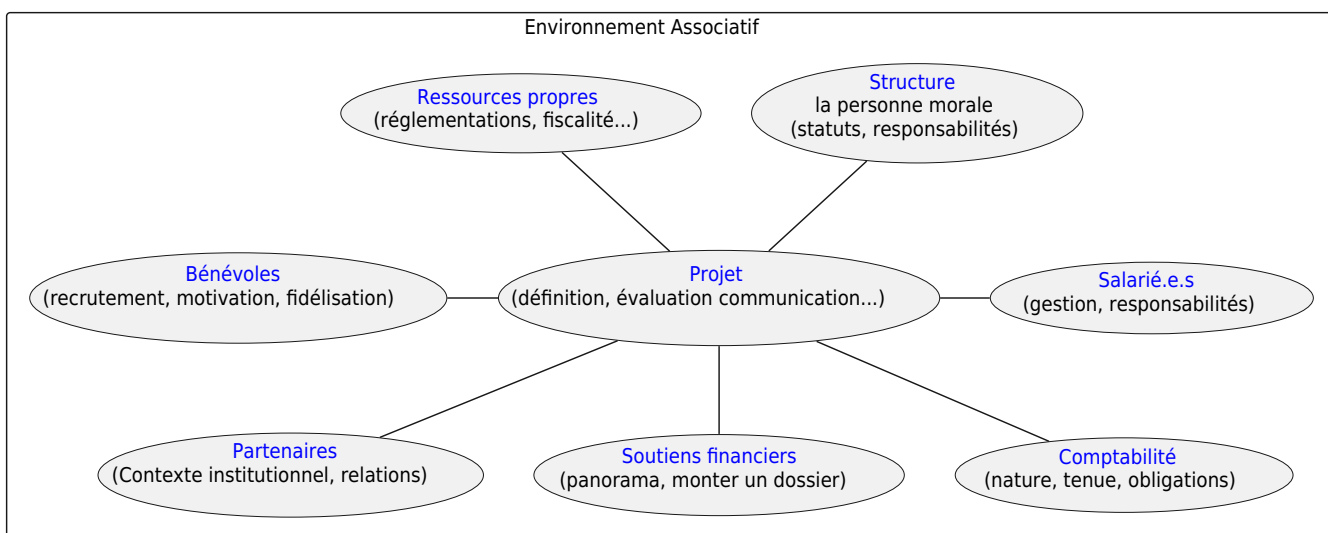 Environnement Associatif
Ressources propres
(réglementations, fiscalité...)
Structure
la personne morale
(statuts, responsabilités)
Bénévoles
(recrutement, motivation, fidélisation)
Projet
(définition, évaluation communication...)
Salarié.e.s
(gestion, responsabilités)
Partenaires
(Contexte institutionnel, relations)
Soutiens financiers
(panorama, monter un dossier)
Comptabilité
(nature, tenue, obligations)